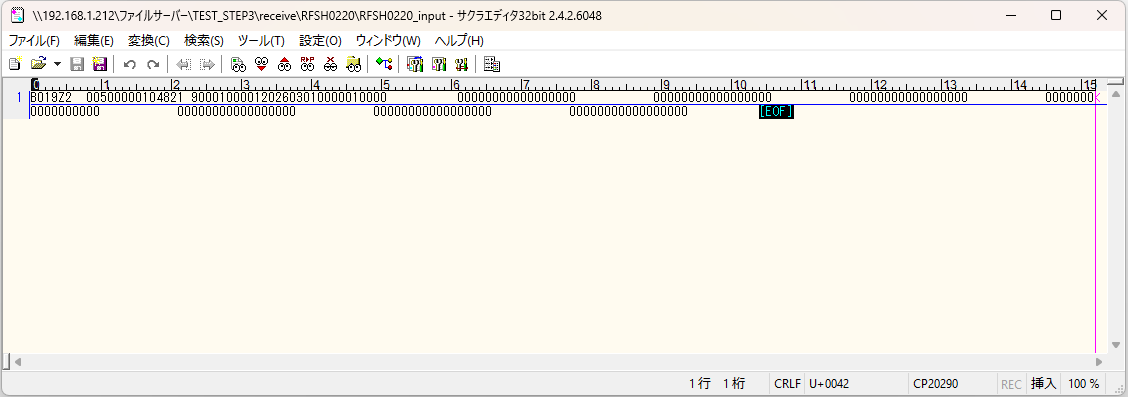 \\192.168.1.212\ファイルサーバー\TEST_STEP3\receive\RFSH0220\RFSH0220_input - サクラエディタ32bit 2.4.2.6048
ファイル(F) 編集(E) 変換(C) 検索(S) ツール(T) 設定(O) ウィンドウ(W) ヘルプ(H)
0 1 2 3 4 5 6 7 8 9 10 11 12 13 14 15
1 B019Z2  00500000104821 9000100001202603010000010000          00000000000000000           00000000000000000           00000000000000000           0000000
0000000000           00000000000000000           00000000000000000           00000000000000000          [EOF]
1 行 1 桁 CRLF U+0042 CP20290 REC 挿入 100 %